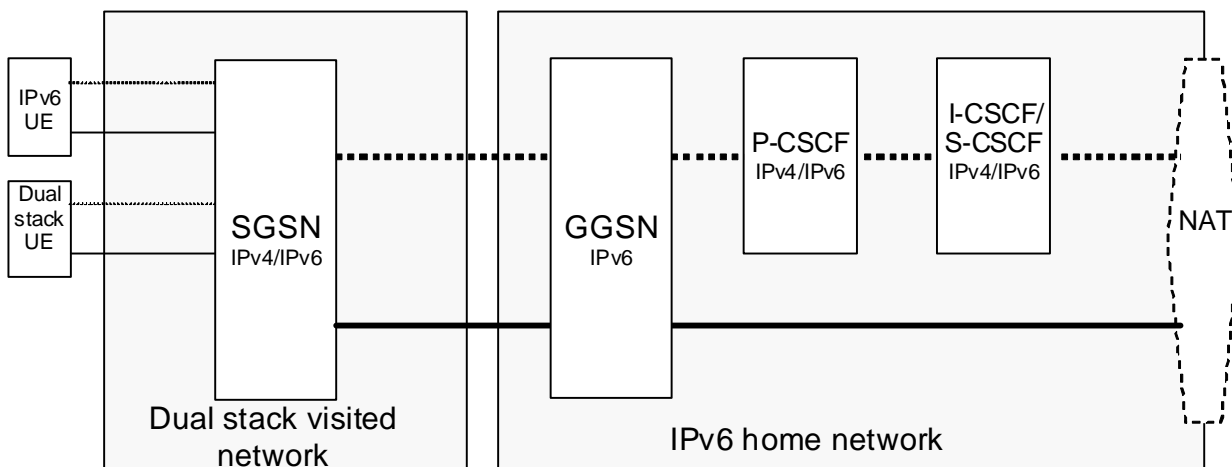 IPv6
UE
Dual
stack
UE
SGSN
IPv4/IPv6
Dual stack visited
network
GGSN
IPv6
P-CSCF
IPv4/IPv6
I-CSCF/
S-CSCF
IPv4/IPv6
NAT
IPv6 home network